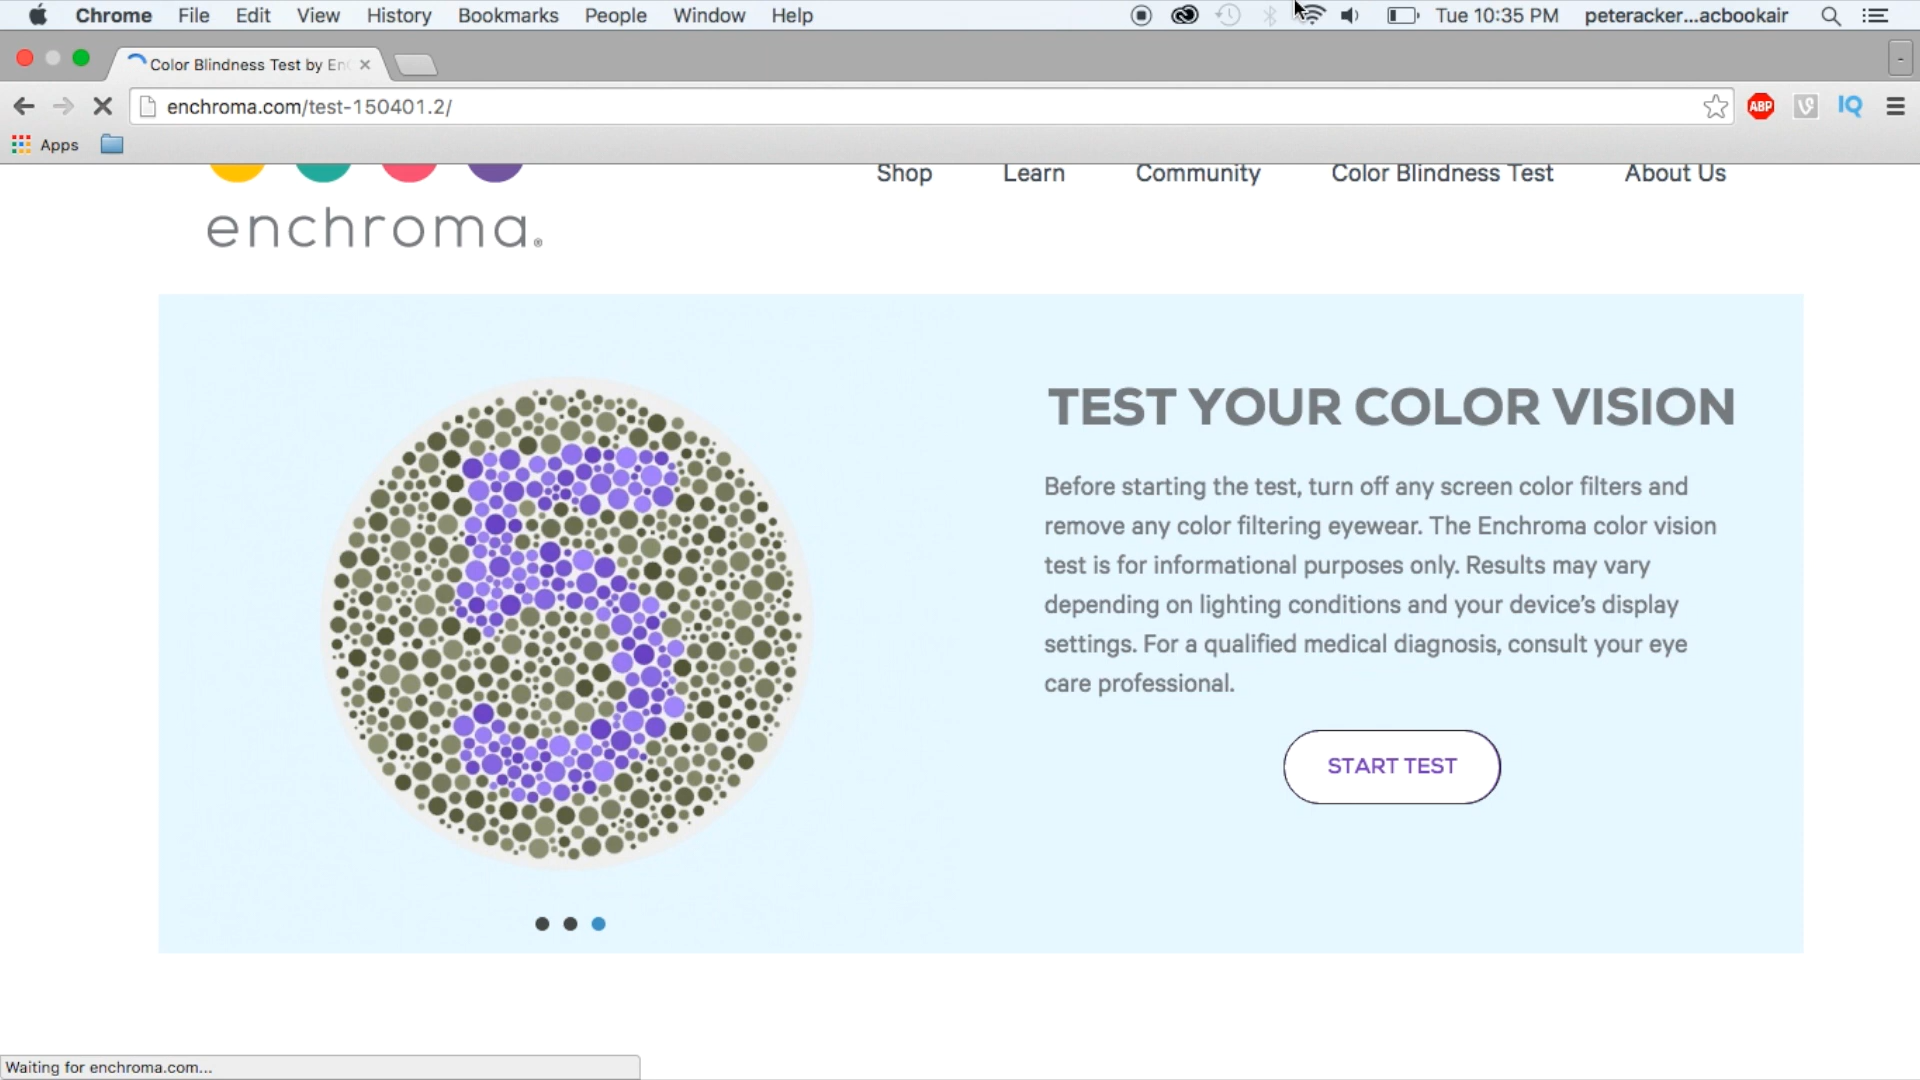 Chrome File Edit View History Bookmarks People Window Help Tue 10:35 PM peteracker...acbookair
Color Blindness Test by En
enchroma.com/test-150401.2/ ABP IQ
Apps
Shop Learn Community Color Blindness Test About Us
enchroma.®
5
TEST YOUR COLOR VISION
Before starting the test, turn off any screen color filters and
remove any color filtering eyewear. The Enchroma color vision
test is for informational purposes only. Results may vary
depending on lighting conditions and your device's display
settings. For a qualified medical diagnosis, consult your eye
care professional.
START TEST
Waiting for enchroma.com...